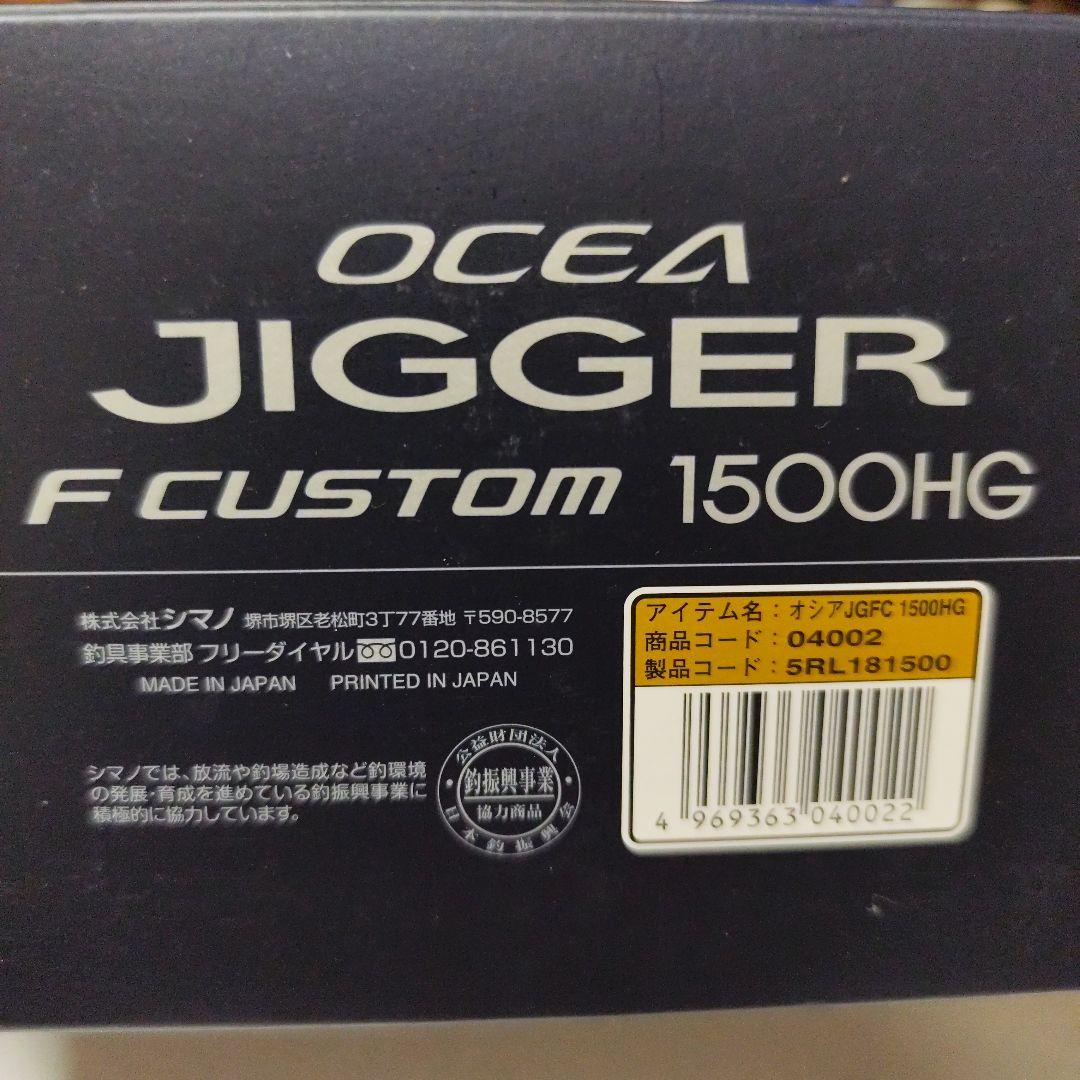 OCEA
JIGGER
F CUSTOM 1500HG
株式会社シマノ 堺市堺区老松町3丁77番地 〒590-8577
釣具事業部 フリーダイヤル 0120-861130
MADE IN JAPAN PRINTED IN JAPAN
シマノでは、放流や釣場造成など釣環境
の発展・育成を進めている釣振興事業に
積極的に協力しています。
公益財団法人
釣振興事業
協力商品
日本釣振興会
アイテム名：オシアJGFC 1500HG
商品コード：04002
製品コード：5RL181500
4 969363 040022